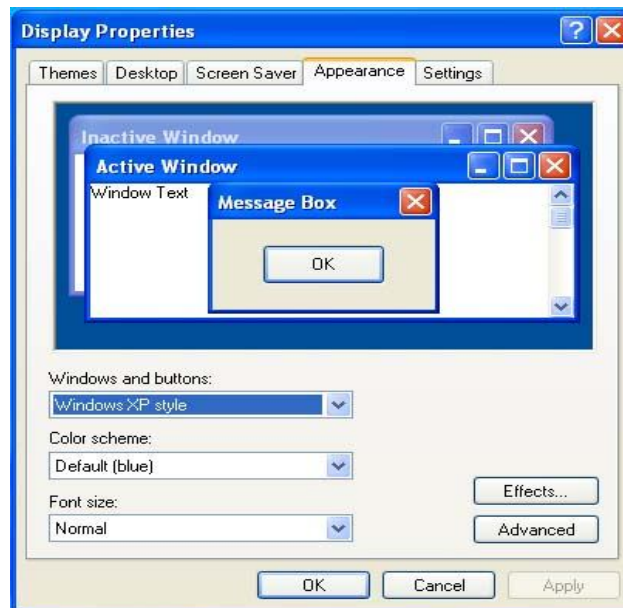 Display Properties
Themes Desktop Screen Saver Appearance Settings
Inactive Window
Active Window
Window Text
Message Box
OK
Windows and buttons:
Windows XP style
Color scheme:
Default (blue)
Effects...
Font size:
Normal
Advanced
OK Cancel Apply